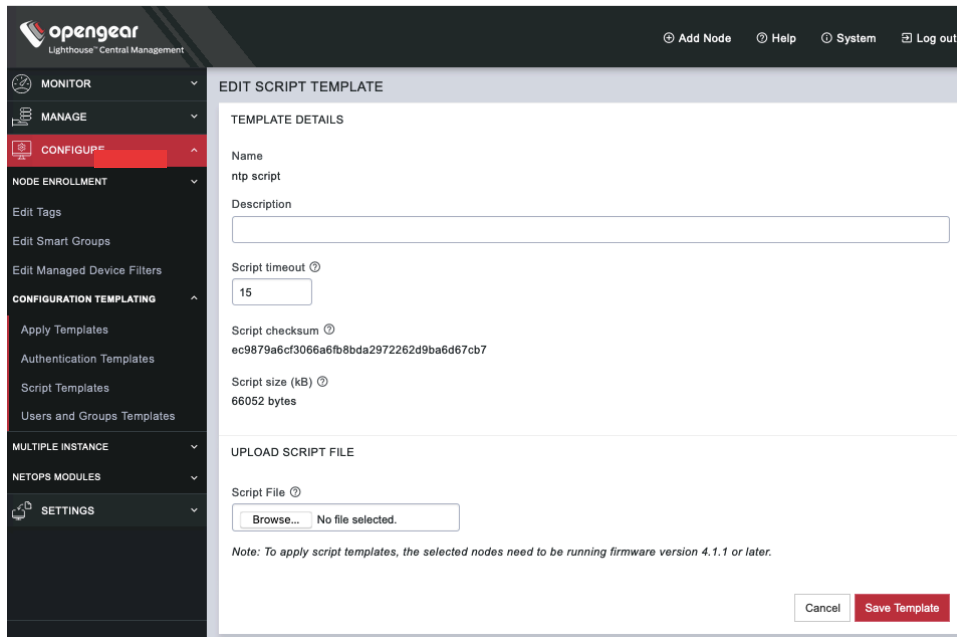 opengear
Lighthouse™ Central Management
Add Node
Help
System
Log out
MONITOR
MANAGE
CONFIGURE
NODE ENROLLMENT
Edit Tags
Edit Smart Groups
Edit Managed Device Filters
CONFIGURATION TEMPLATING
Apply Templates
Authentication Templates
Script Templates
Users and Groups Templates
MULTIPLE INSTANCE
NETOPS MODULES
SETTINGS
EDIT SCRIPT TEMPLATE
TEMPLATE DETAILS
Name
ntp script
Description
Script timeout
15
Script checksum
ec9879a6cf3066a6fb8bda2972262d9ba6d67cb7
Script size (kB)
66052 bytes
UPLOAD SCRIPT FILE
Script File
Browse... No file selected.
Note: To apply script templates, the selected nodes need to be running firmware version 4.1.1 or later.
Cancel
Save Template